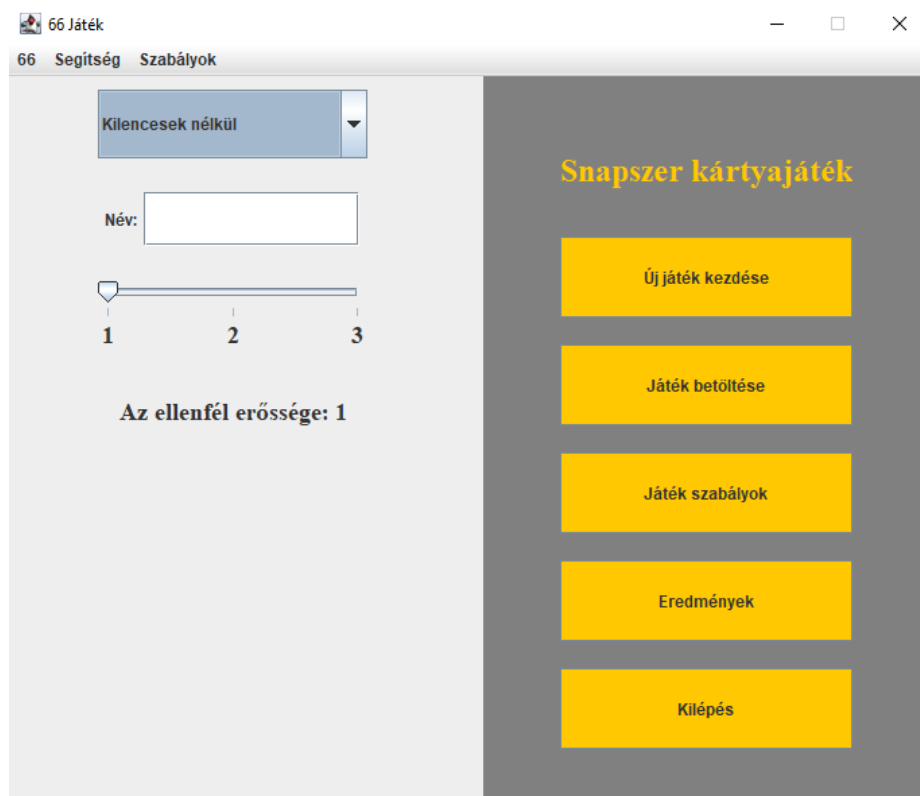 66 Játék
66 Segítség Szabályok
Kilencesek nélkül
Név:
1 2 3
Az ellenfél erőssége: 1
Snapszer kártyajáték
Új játék kezdése
Játék betöltése
Játék szabályok
Eredmények
Kilépés